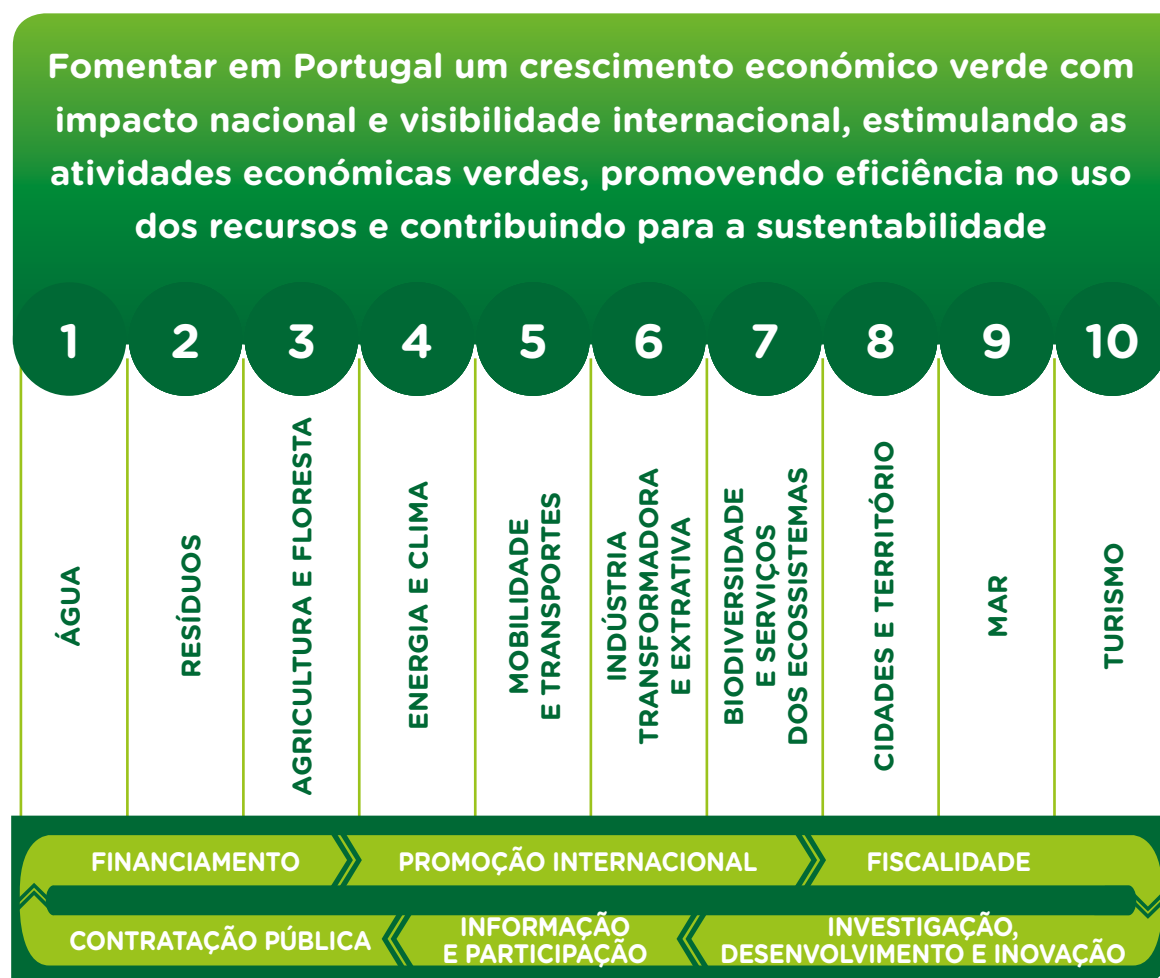 Fomentar em Portugal um crescimento económico verde com
impacto nacional e visibilidade internacional, estimulando as
atividades económicas verdes, promovendo eficiência no uso
dos recursos e contribuindo para a sustentabilidade
1
2
3
4
5
6
7
8
9
10
ÁGUA
RESÍDUOS
AGRICULTURA E FLORESTA
ENERGIA E CLIMA
MOBILIDADE
E TRANSPORTES
INDÚSTRIA
TRANSFORMADORA
E EXTRATIVA
BIODIVERSIDADE
E SERVIÇOS
DOS ECOSSISTEMAS
CIDADES E TERRITÓRIO
MAR
TURISMO
FINANCIAMENTO
PROMOÇÃO INTERNACIONAL
FISCALIDADE
CONTRATAÇÃO PÚBLICA
INFORMAÇÃO
E PARTICIPAÇÃO
INVESTIGAÇÃO,
DESENVOLVIMENTO E INOVAÇÃO